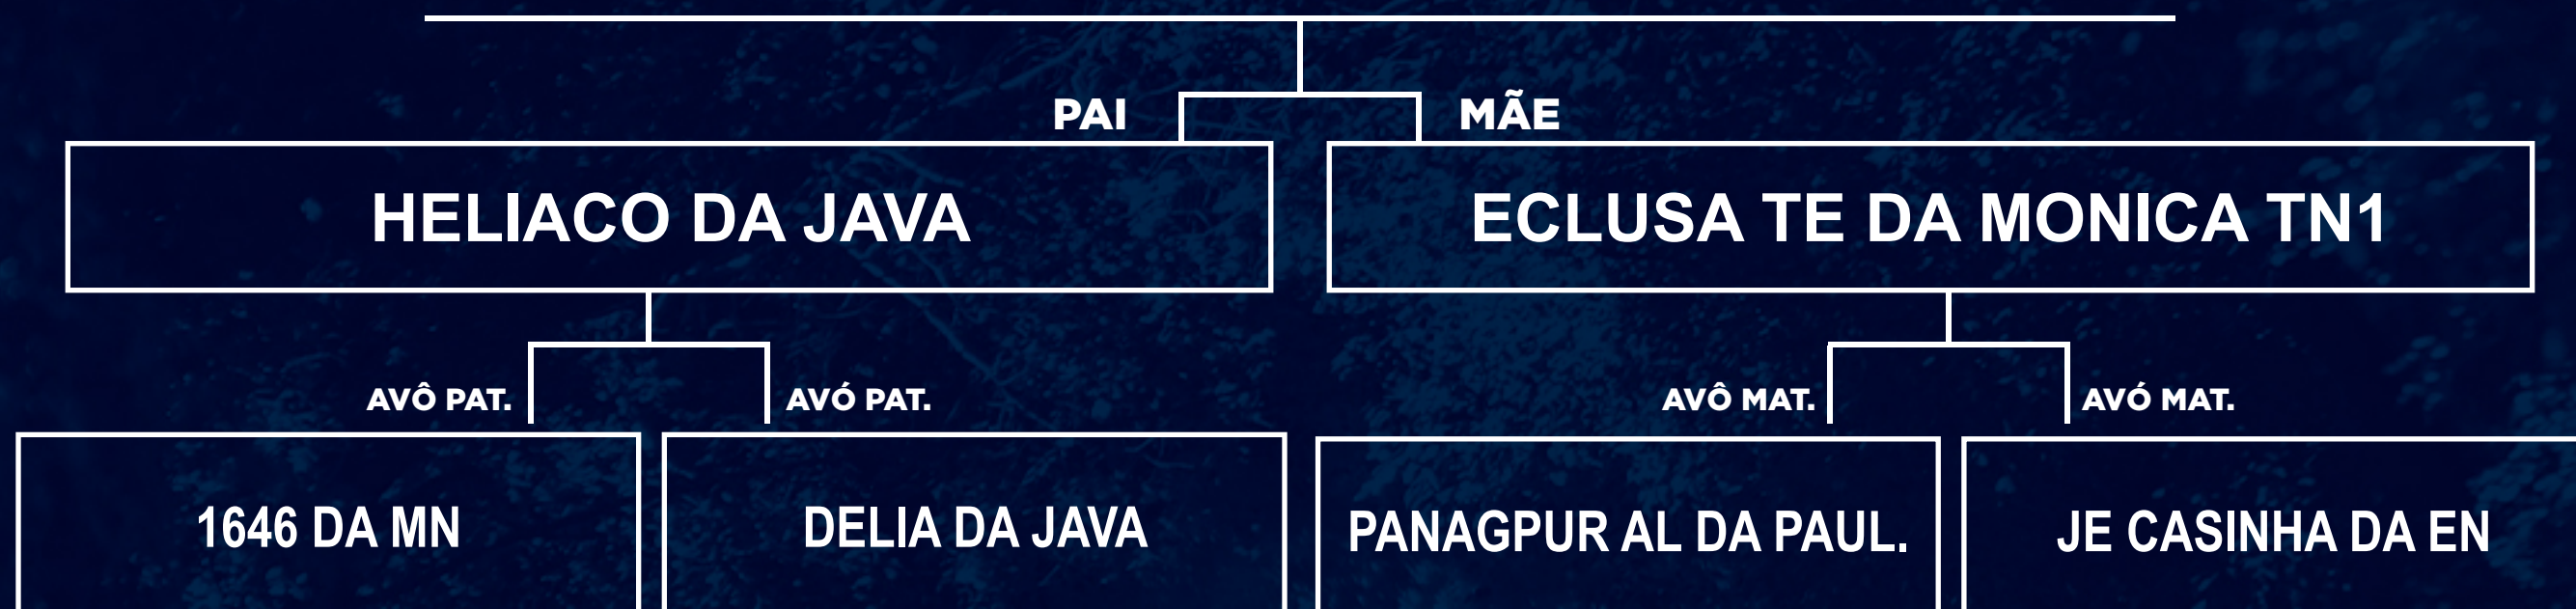 PAI MÃE
HELIACO DA JAVA
ECLUSA TE DA MONICA TN1
AVÔ PAT. AVÓ PAT. AVÔ MAT. AVÓ MAT.
1646 DA MN
DELIA DA JAVA
PANAGPUR AL DA PAUL.
JE CASINHA DA EN